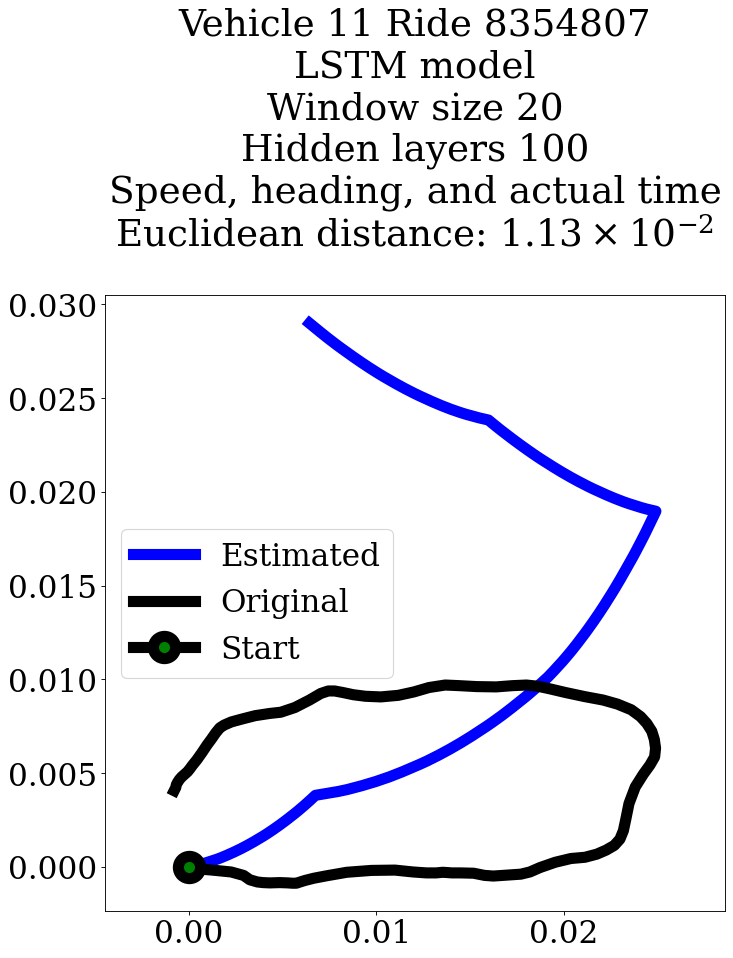 Vehicle 11 Ride 8354807
LSTM model
Window size 20
Hidden layers 100
Speed, heading, and actual time
Euclidean distance: 1.13 × 10⁻²
0.030
0.025
0.020
0.015
0.010
0.005
0.000
Estimated
Original
Start
0.00 0.01 0.02